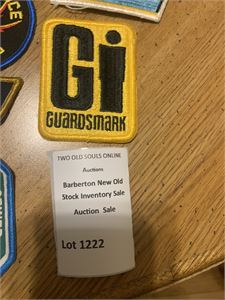 Gi
GUARDSMARK
TWO OLD SOULS ONLINE
Auctions
Barberton New Old
Stock Inventory Sale
Auction Sale
Lot 1222